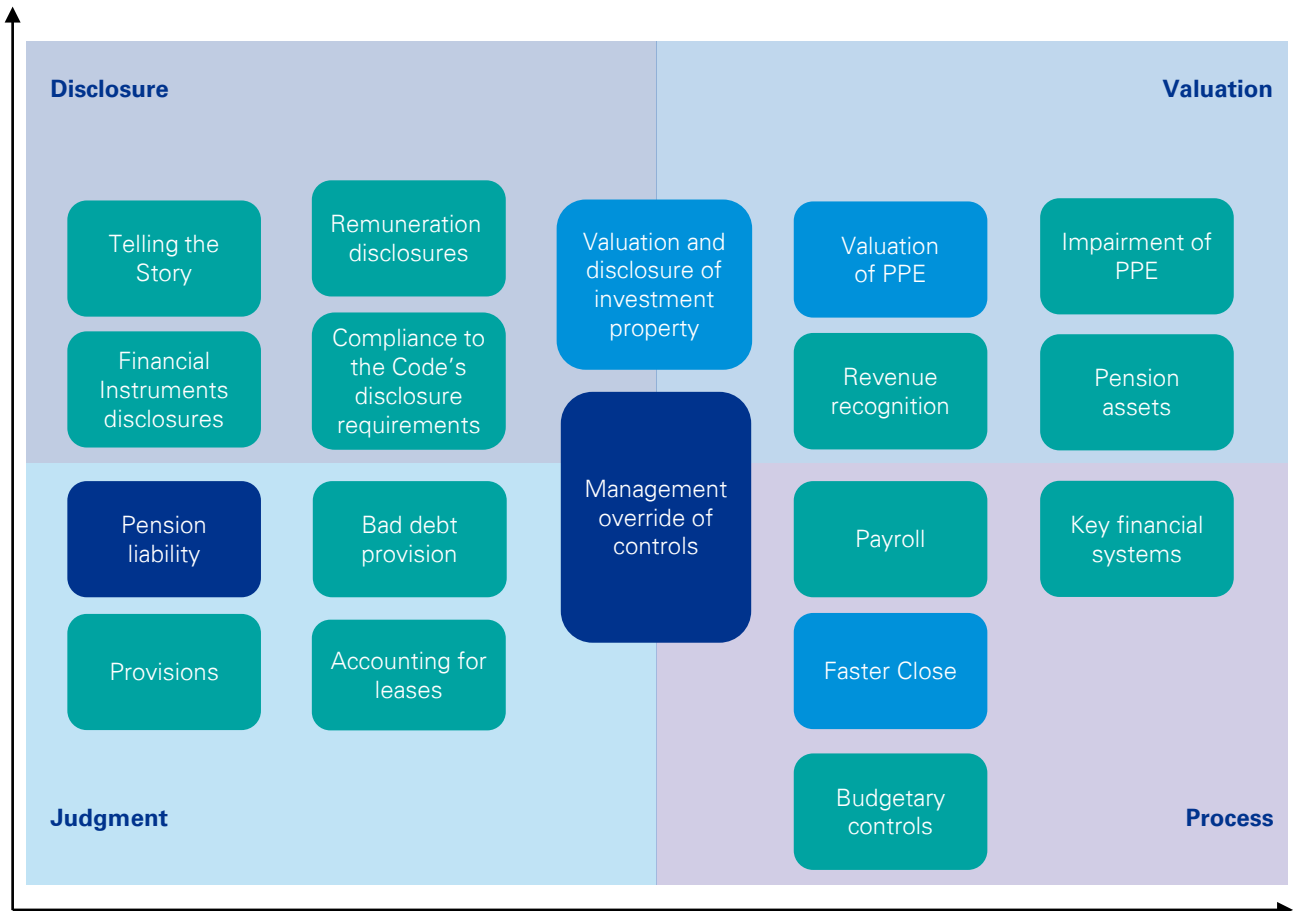 Disclosure
Valuation
Telling the
Story
Remuneration
disclosures
Valuation and
disclosure of
investment
property
Valuation
of PPE
Impairment of
PPE
Financial
Instruments
disclosures
Compliance to
the Code's
disclosure
requirements
Revenue
recognition
Pension
assets
Management
override of
controls
Pension
liability
Bad debt
provision
Payroll
Key financial
systems
Provisions
Accounting for
leases
Faster Close
Budgetary
controls
Judgment
Process